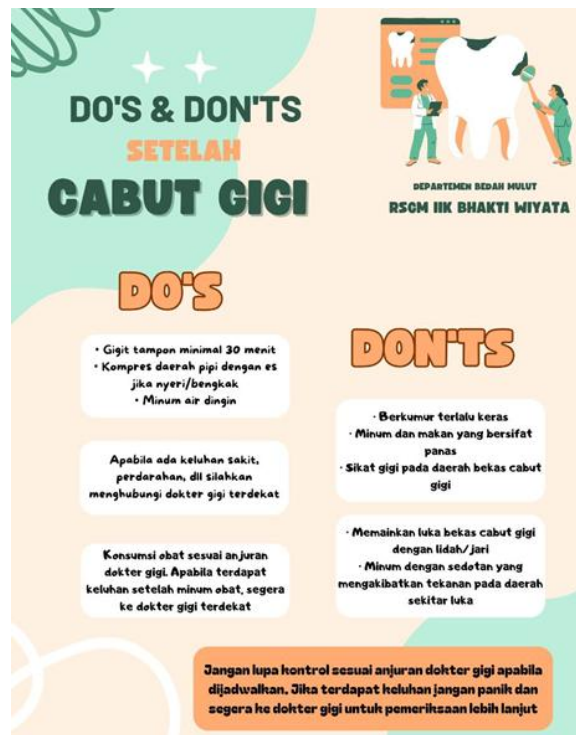 DO'S & DON'TS
SETELAH
CABUT GIGI
DEPARTEMEN BEDAH MULUT
RSGM IIK BHAKTI WIYATA
DO'S
• Gigit tampon minimal 30 menit
• Kompres daerah pipi dengan es
jika nyeri/bengkak
• Minum air dingin
Apabila ada keluhan sakit,
perdarahan, dll silahkan
menghubungi dokter gigi terdekat
Konsumsi obat sesuai anjuran
dokter gigi. Apabila terdapat
keluhan setelah minum obat, segera
ke dokter gigi terdekat
DON'TS
• Berkumur terlalu keras
• Minum dan makan yang bersifat
panas
• Sikat gigi pada daerah bekas cabut
gigi
• Memainkan luka bekas cabut gigi
dengan lidah/jari
• Minum dengan sedotan yang
mengakibatkan tekanan pada daerah
sekitar luka
Jangan lupa kontrol sesuai anjuran dokter gigi apabila
dijadwalkan. Jika terdapat keluhan jangan panik dan
segera ke dokter gigi untuk pemeriksaan lebih lanjut